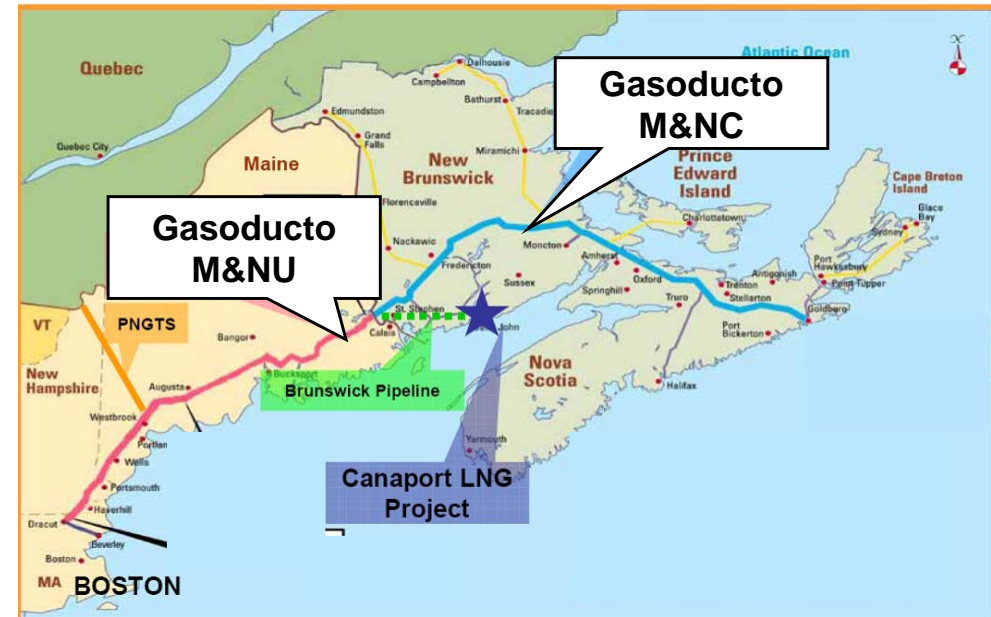 Atlantic Ocean
Quebec
Dalhousie
Campbellton
Bathurst
Tracadie
Gasoducto
M&NC
Edmundston
Grand
Falls
Quebec City
Maine
New
Brunswick
Miramichi
Prince
Edward
Island
Cape Breton
Island
Glace
Bay
Sydney
Charlottetown
Florenceville
Gasoducto
M&NU
Nackawic
Fredericton
Moncton
Amherst
Sussex
Springhill
Oxford
Truro
Trenton
Stellerton
Antigonish
Port
Hawkesbury
Point Tupper
Goldboro
Port
Bickerton
St. Stephen
Calais
John
VT
PNGTS
Bangor
New
Hampshire
Augusta
Bucksport
Brunswick Pipeline
Nova
Scotia
Halifax
Westbrook
Portlan
Wells
Yarmouth
Canaport LNG
Project
Portsmouth
Haverhill
Dracut
Beverley
Boston
MA
BOSTON